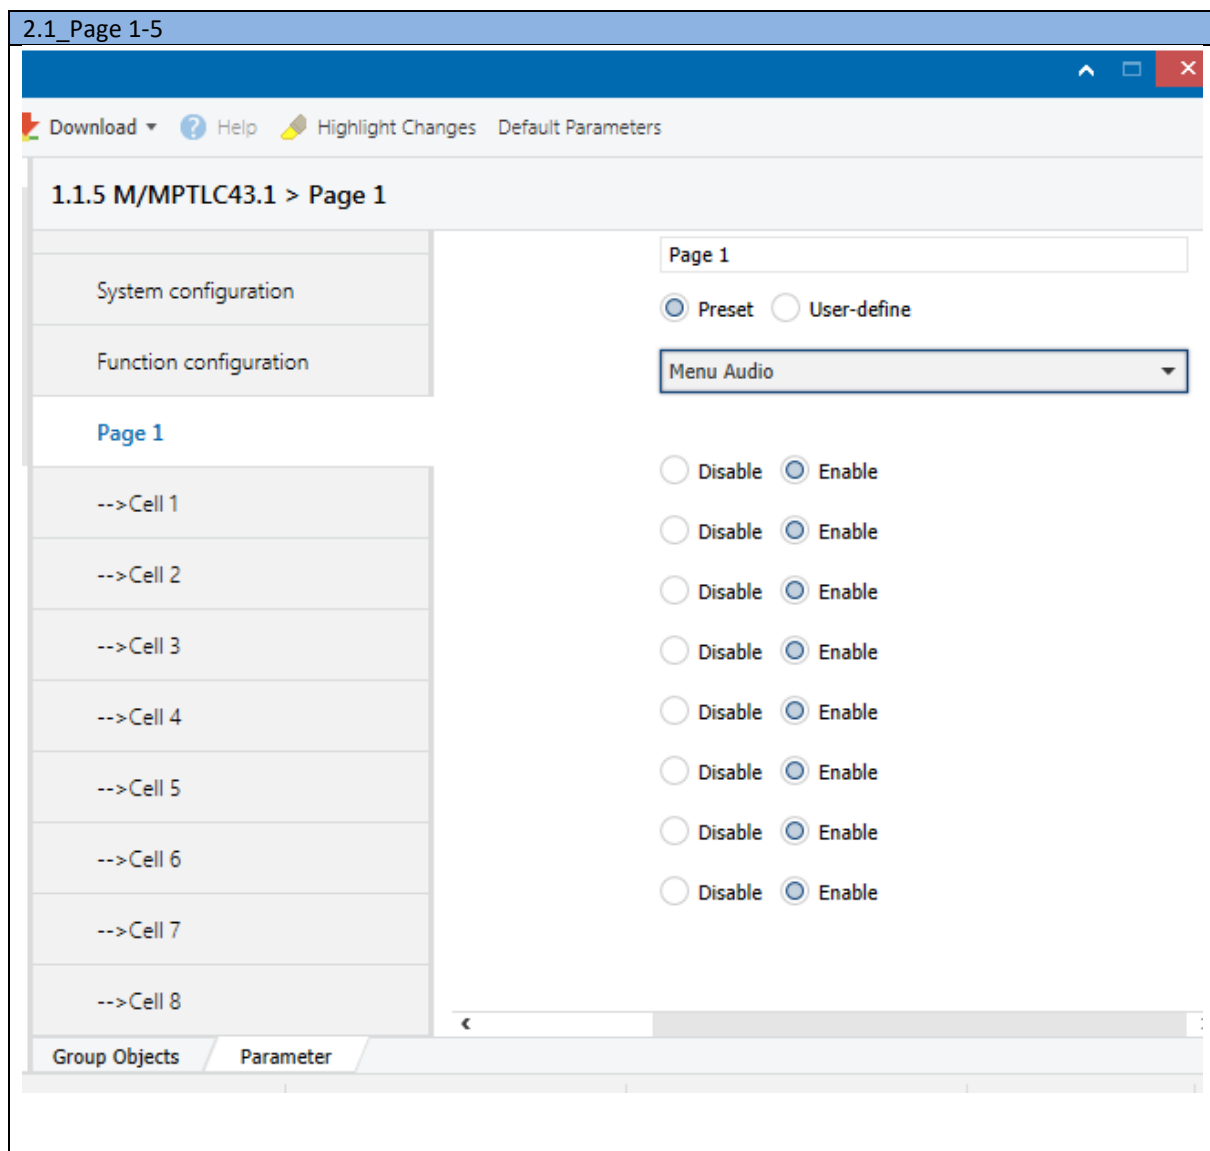 2.1_Page 1-5
Download Help Highlight Changes Default Parameters
1.1.5 M/MPTLC43.1 > Page 1
System configuration
Function configuration
Page 1
-->Cell 1
-->Cell 2
-->Cell 3
-->Cell 4
-->Cell 5
-->Cell 6
-->Cell 7
-->Cell 8
Page 1
Preset User-define
Menu Audio
Disable Enable
Disable Enable
Disable Enable
Disable Enable
Disable Enable
Disable Enable
Disable Enable
Disable Enable
Group Objects Parameter